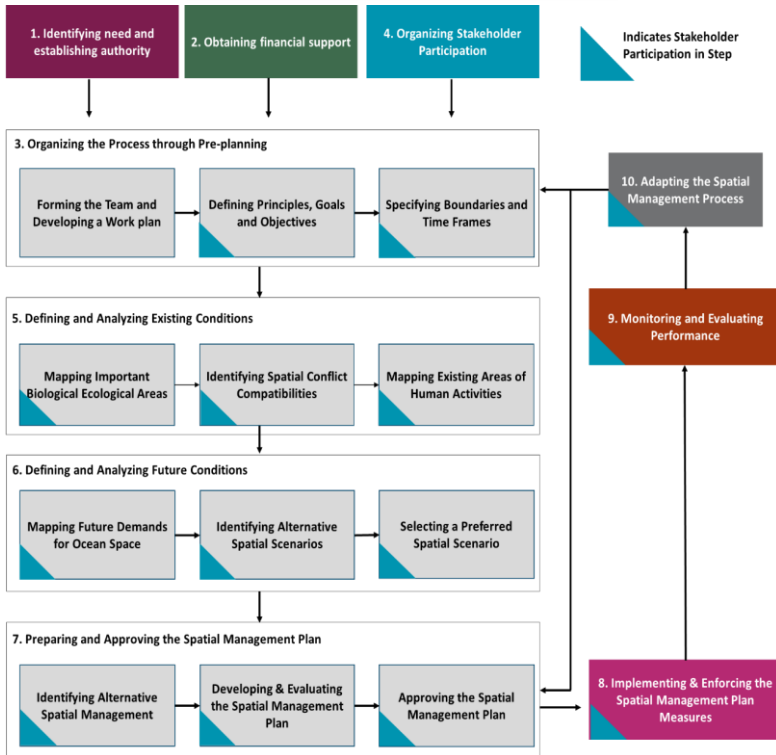 1. Identifying need and
establishing authority
2. Obtaining financial support
4. Organizing Stakeholder
Participation
Indicates Stakeholder
Participation in Step
3. Organizing the Process through Pre-planning
Forming the Team and
Developing a Work plan
Defining Principles, Goals
and Objectives
Specifying Boundaries and
Time Frames
10. Adapting the Spatial
Management Process
5. Defining and Analyzing Existing Conditions
Mapping Important
Biological Ecological Areas
Identifying Spatial Conflict
Compatibilities
Mapping Existing Areas of
Human Activities
9. Monitoring and Evaluating
Performance
6. Defining and Analyzing Future Conditions
Mapping Future Demands
for Ocean Space
Identifying Alternative
Spatial Scenarios
Selecting a Preferred
Spatial Scenario
7. Preparing and Approving the Spatial Management Plan
Identifying Alternative
Spatial Management
Developing & Evaluating
the Spatial Management
Plan
Approving the Spatial
Management Plan
8. Implementing & Enforcing the
Spatial Management Plan
Measures